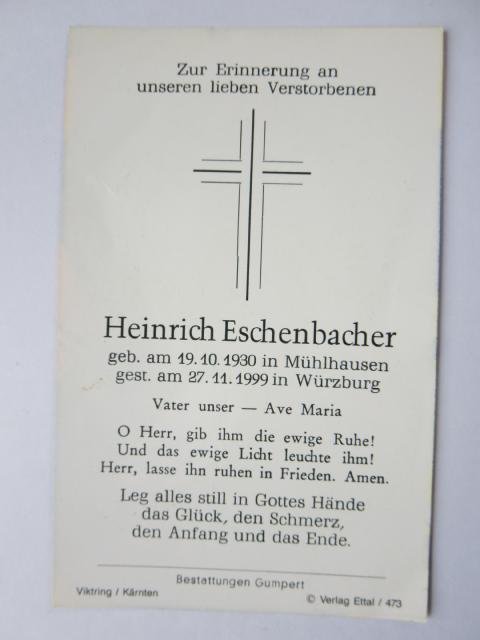 Zur Erinnerung an
unseren lieben Verstorbenen
Heinrich Eschenbacher
geb. am 19.10.1930 in Mühlhausen
gest. am 27.11.1999 in Würzburg
Vater unser — Ave Maria
O Herr, gib ihm die ewige Ruhe!
Und das ewige Licht leuchte ihm!
Herr, lasse ihn ruhen in Frieden. Amen.
Leg alles still in Gottes Hände
das Glück, den Schmerz,
den Anfang und das Ende.
Bestattungen Gumpert
Viktring / Kärnten © Verlag Ettal / 473